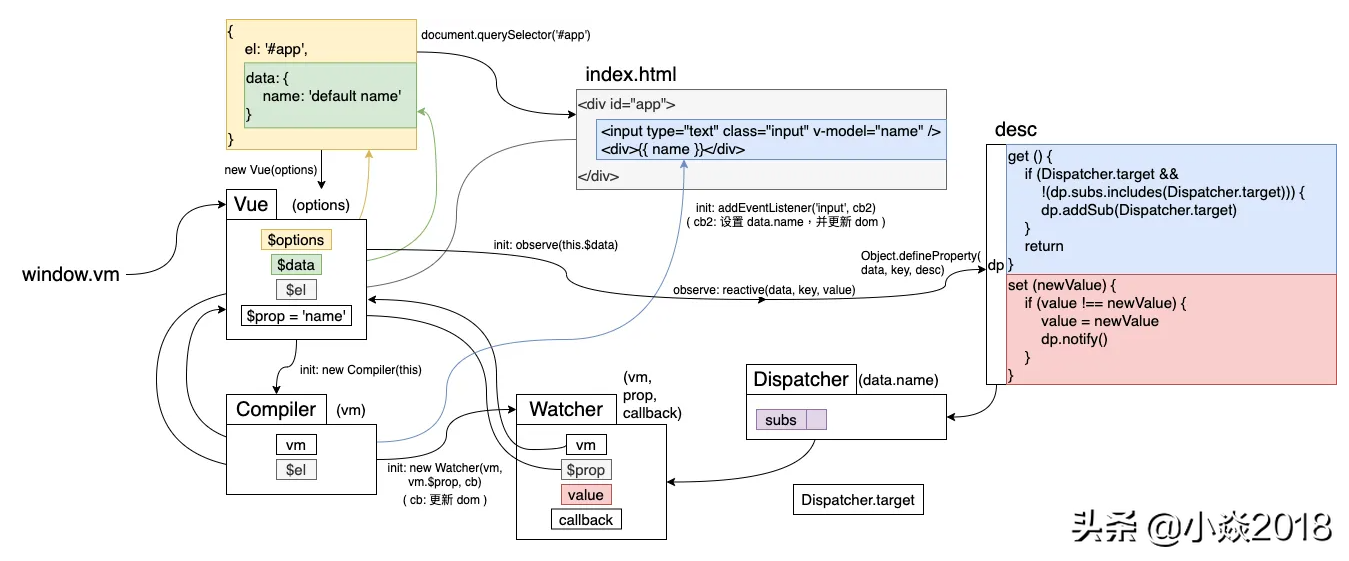 {
el: '#app',
data: {
name: 'default name'
}
}
document.querySelector('#app')
index.html
<div id="app">
<input type="text" class="input" v-model="name" />
<div>{{ name }}</div>
</div>
desc
dp
get () {
if (Dispatcher.target &&
!(dp.subs.includes(Dispatcher.target))) {
dp.addSub(Dispatcher.target)
}
return
}
set (newValue) {
if (value !== newValue) {
value = newValue
dp.notify()
}
}
new Vue(options)
Vue
(options)
$options
$data
$el
$prop = 'name'
window.vm
init: addEventListener('input', cb2)
( cb2: 设置 data.name，并更新 dom )
init: observe(this.$data)
observe: reactive(data, key, value)
Object.defineProperty(
data, key, desc)
init: new Compiler(this)
Compiler
(vm)
vm
$el
init: new Watcher(vm,
vm.$prop, cb)
( cb: 更新 dom )
Watcher
(vm,
prop,
callback)
vm
$prop
value
callback
Dispatcher
(data.name)
subs
Dispatcher.target
头条 @小焱2018